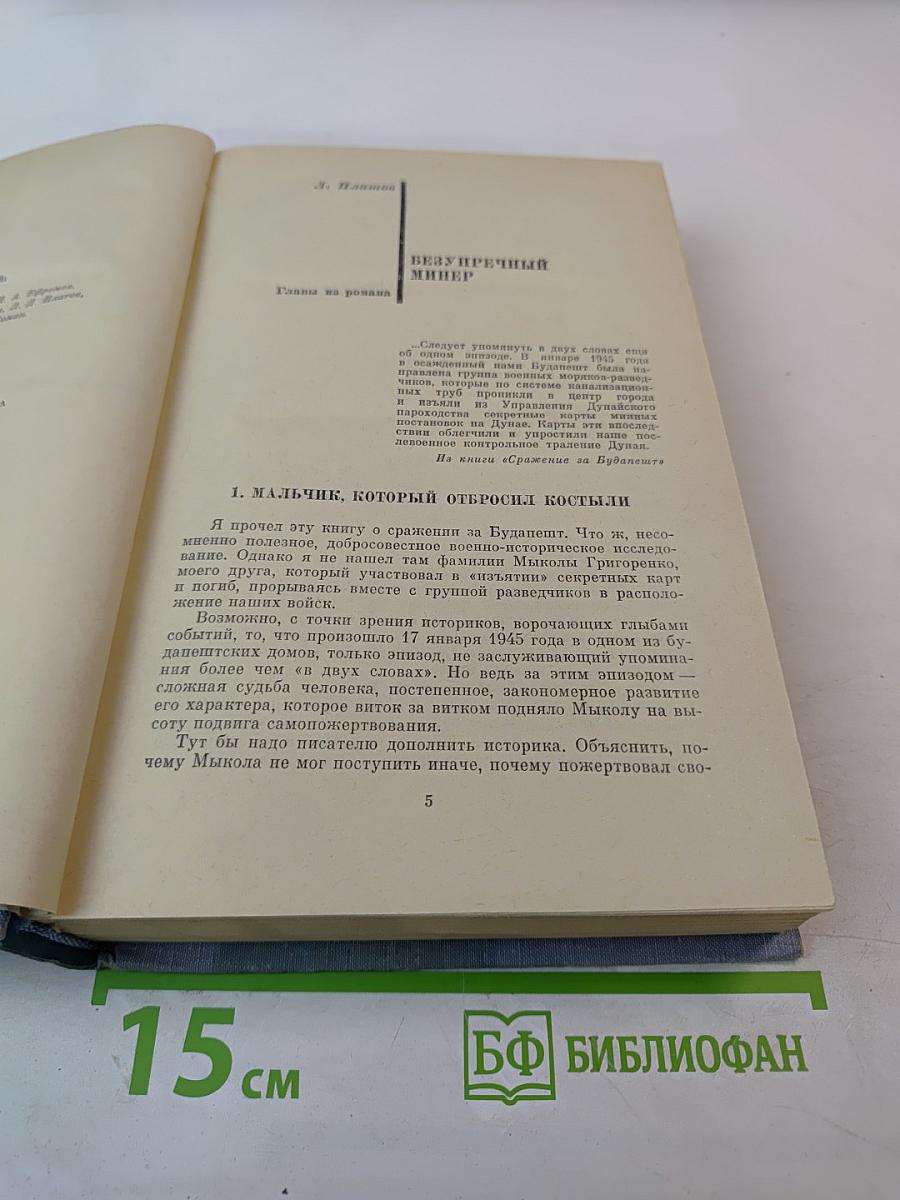 А. Ефремов,
Л. Д. Платов,
Л. Платов
БЕЗУПРЕЧНЫЙ
МИНЕР
Главы из романа
...Следует упомянуть в двух словах еще
об одном эпизоде. В январе 1945 года
в осажденный нами Будапешт была на-
правлена группа военных моряков-развед-
чиков, которые по системе канализацион-
ных труб проникли в центр города
и изъяли из Управления Дунайского
пароходства секретные карты минных
постановок на Дунае. Карты эти впослед-
ствии облегчили и упростили наше пос-
левоенное контрольное траление Дуная.
Из книги «Сражение за Будапешт»
1. МАЛЬЧИК, КОТОРЫЙ ОТБРОСИЛ КОСТЫЛИ
Я прочел эту книгу о сражении за Будапешт. Что ж, несо-
мненно полезное, добросовестное военно-историческое исследо-
вание. Однако я не нашел там фамилии Мыколы Григоренко,
моего друга, который участвовал в «изъятии» секретных карт
и погиб, прорываясь вместе с группой разведчиков в располо-
жение наших войск.
Возможно, с точки зрения историков, ворочающих глыбами
событий, то, что произошло 17 января 1945 года в одном из бу-
дапештских домов, только эпизод, не заслуживающий упомина-
ния более чем «в двух словах». Но ведь за этим эпизодом —
сложная судьба человека, постепенное, закономерное развитие
его характера, которое виток за витком подняло Мыколу на вы-
соту подвига самопожертвования.
Тут бы надо писателю дополнить историка. Объяснить, по-
чему Мыкола не мог поступить иначе, почему пожертвовал сво-
5
15 см
БФ БИБЛИОФАН